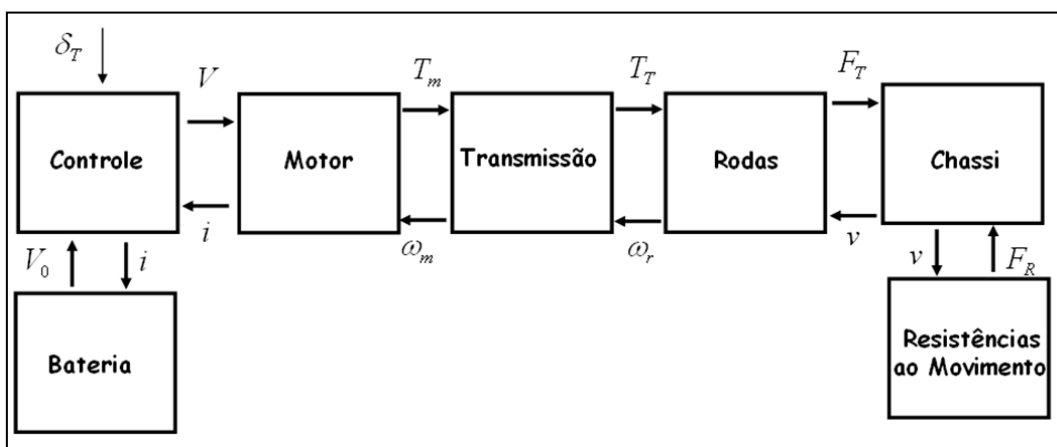 δ_T
V
T_m
T_T
F_T
Controle
Motor
Transmissão
Rodas
Chassi
i
ω_m
ω_r
v
V_0
i
v
F_R
Bateria
Resistências
ao Movimento